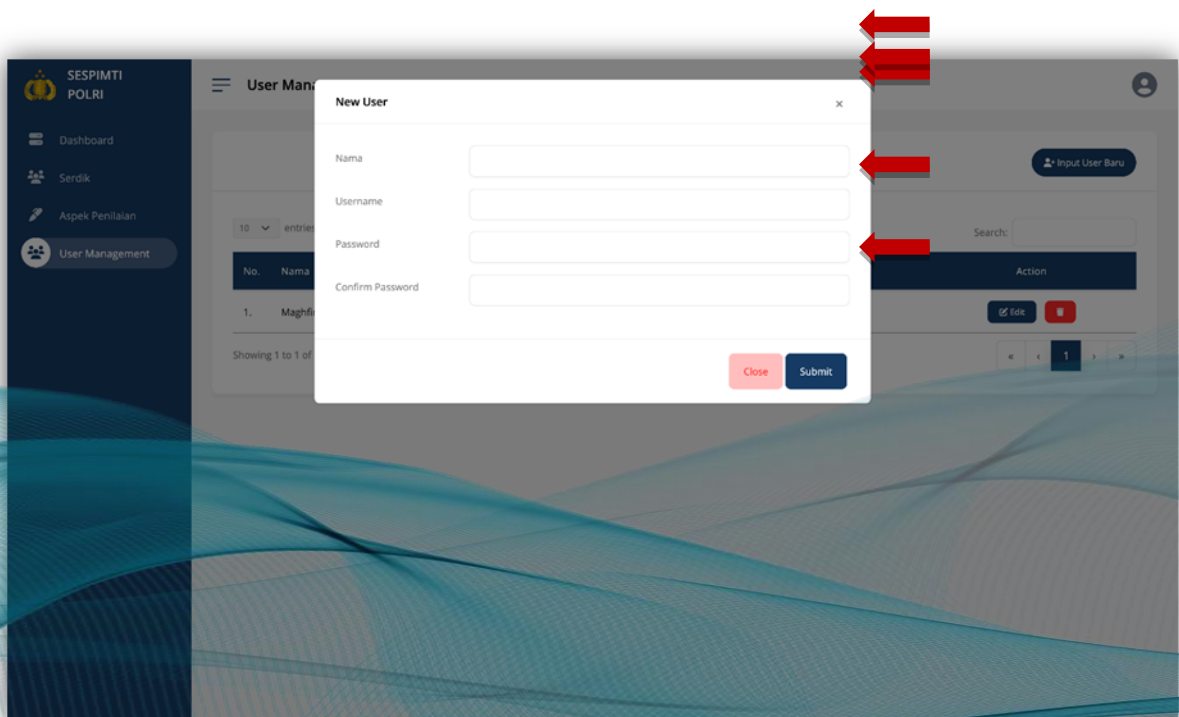 SESPIMTI
POLRI
User Mana
Dashboard
Serdik
Aspek Penilaian
User Management
New User
×
Nama
Username
Password
Confirm Password
Close
Submit
Input User Baru
10
entries
Search:
No.
Nama
Action
1.
Maghfi
Edit
Showing 1 to 1 of
«
‹
1
›
»